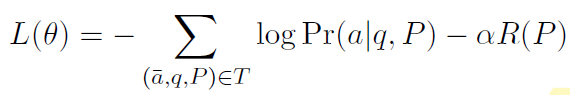 L(θ) = − ∑ log Pr(a|q, P) − αR(P)
(ā,q,P)∈T